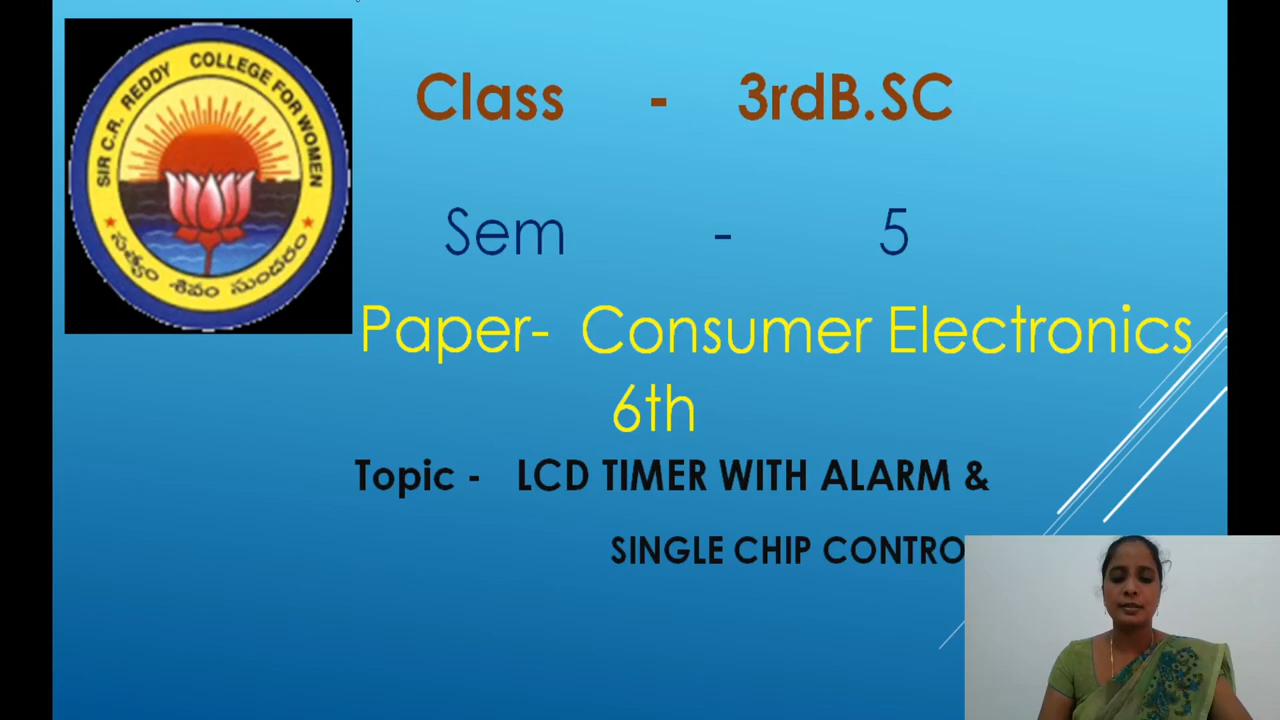 SIR C.R. REDDY COLLEGE FOR WOMEN
సత్యం శివం సుందరం
Class - 3rdB.SC
Sem - 5
Paper- Consumer Electronics
6th
Topic - LCD TIMER WITH ALARM &
SINGLE CHIP CONTRO